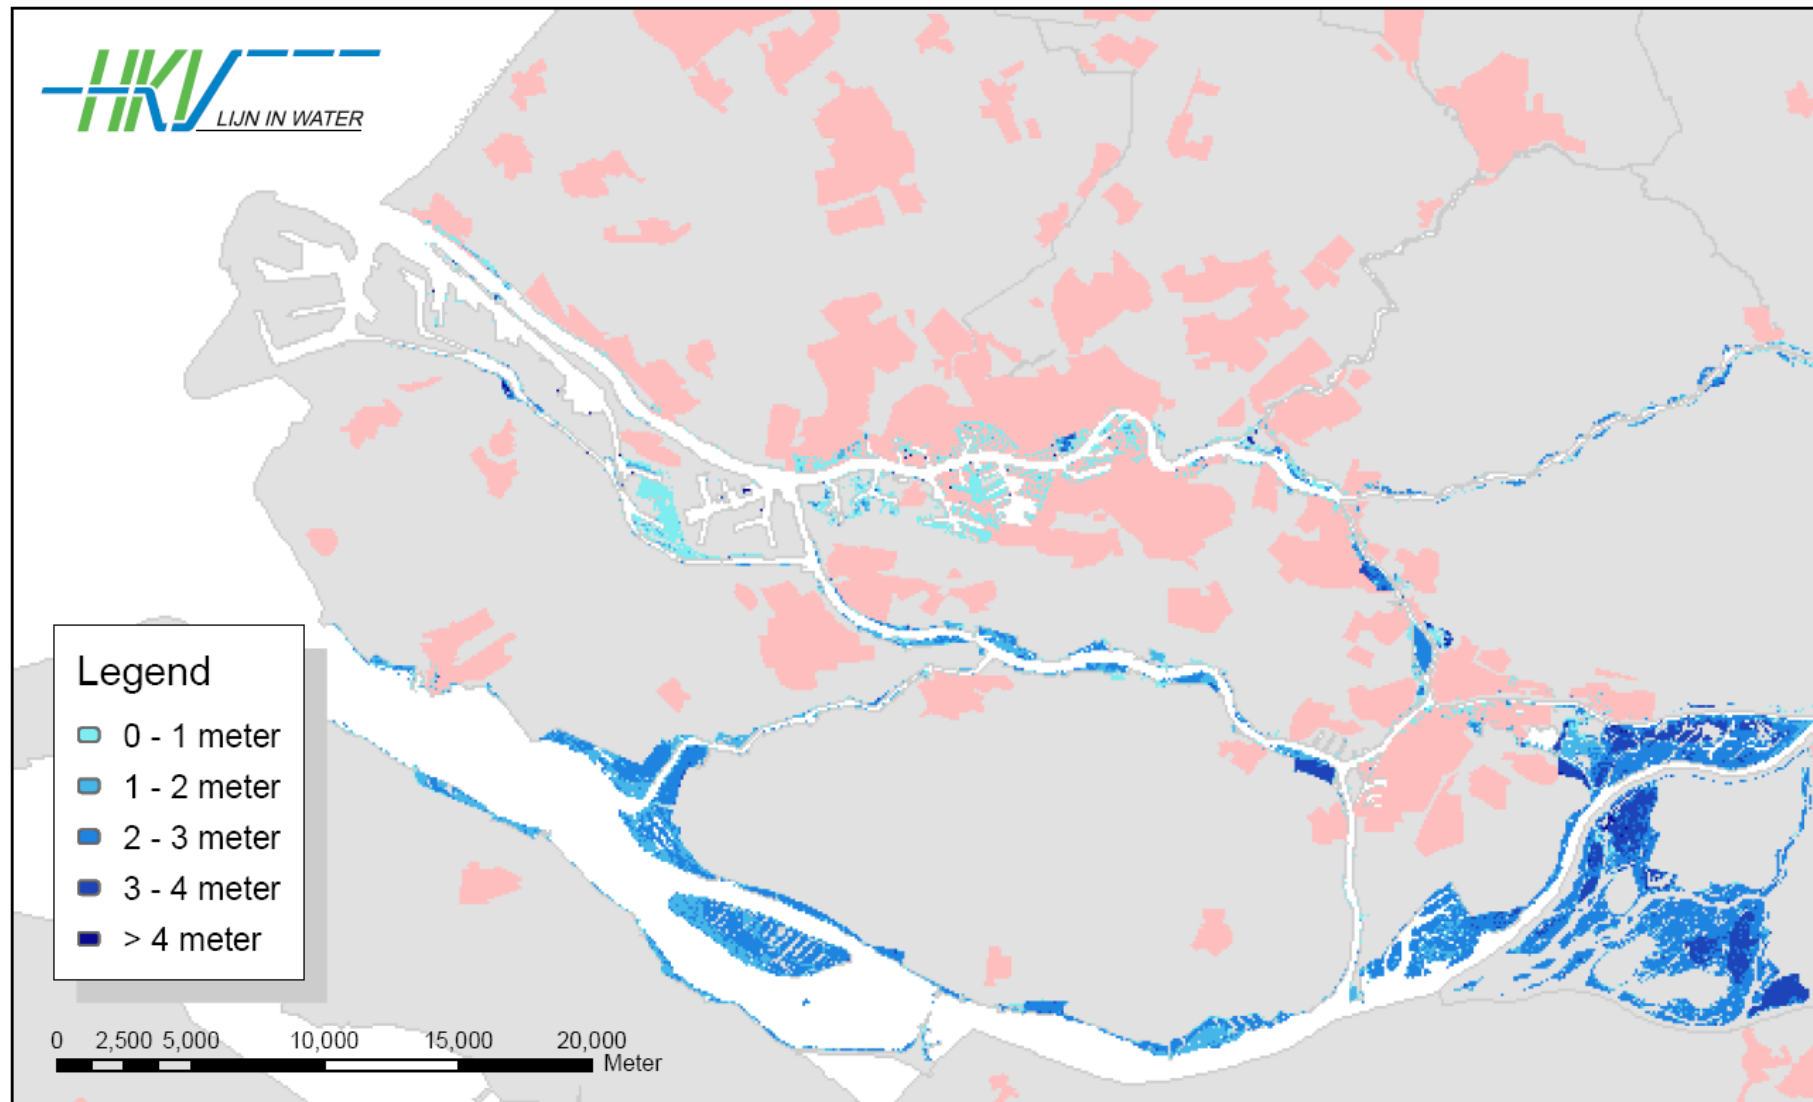 HKV
LIJN IN WATER
Legend
0 - 1 meter
1 - 2 meter
2 - 3 meter
3 - 4 meter
> 4 meter
0 2,500 5,000 10,000 15,000 20,000
Meter